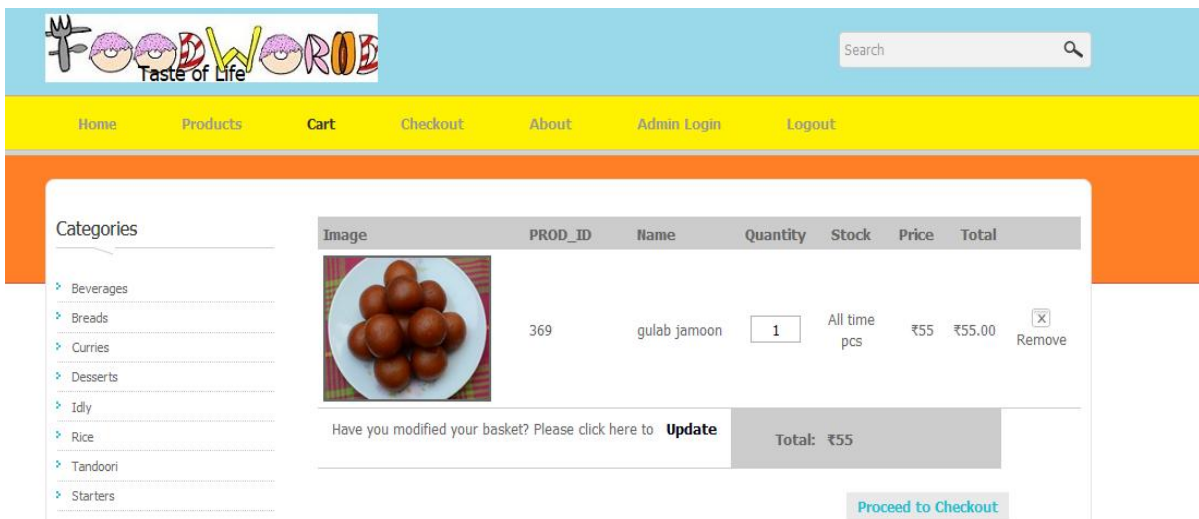 FOODWORLD
Taste of Life
Search
Home Products Cart Checkout About Admin Login Logout
Categories
Beverages
Breads
Curries
Desserts
Idly
Rice
Tandoori
Starters
Image PROD_ID Name Quantity Stock Price Total
369 gulab jamoon 1 All time pcs ₹55 ₹55.00 X Remove
Have you modified your basket? Please click here to Update
Total: ₹55
Proceed to Checkout